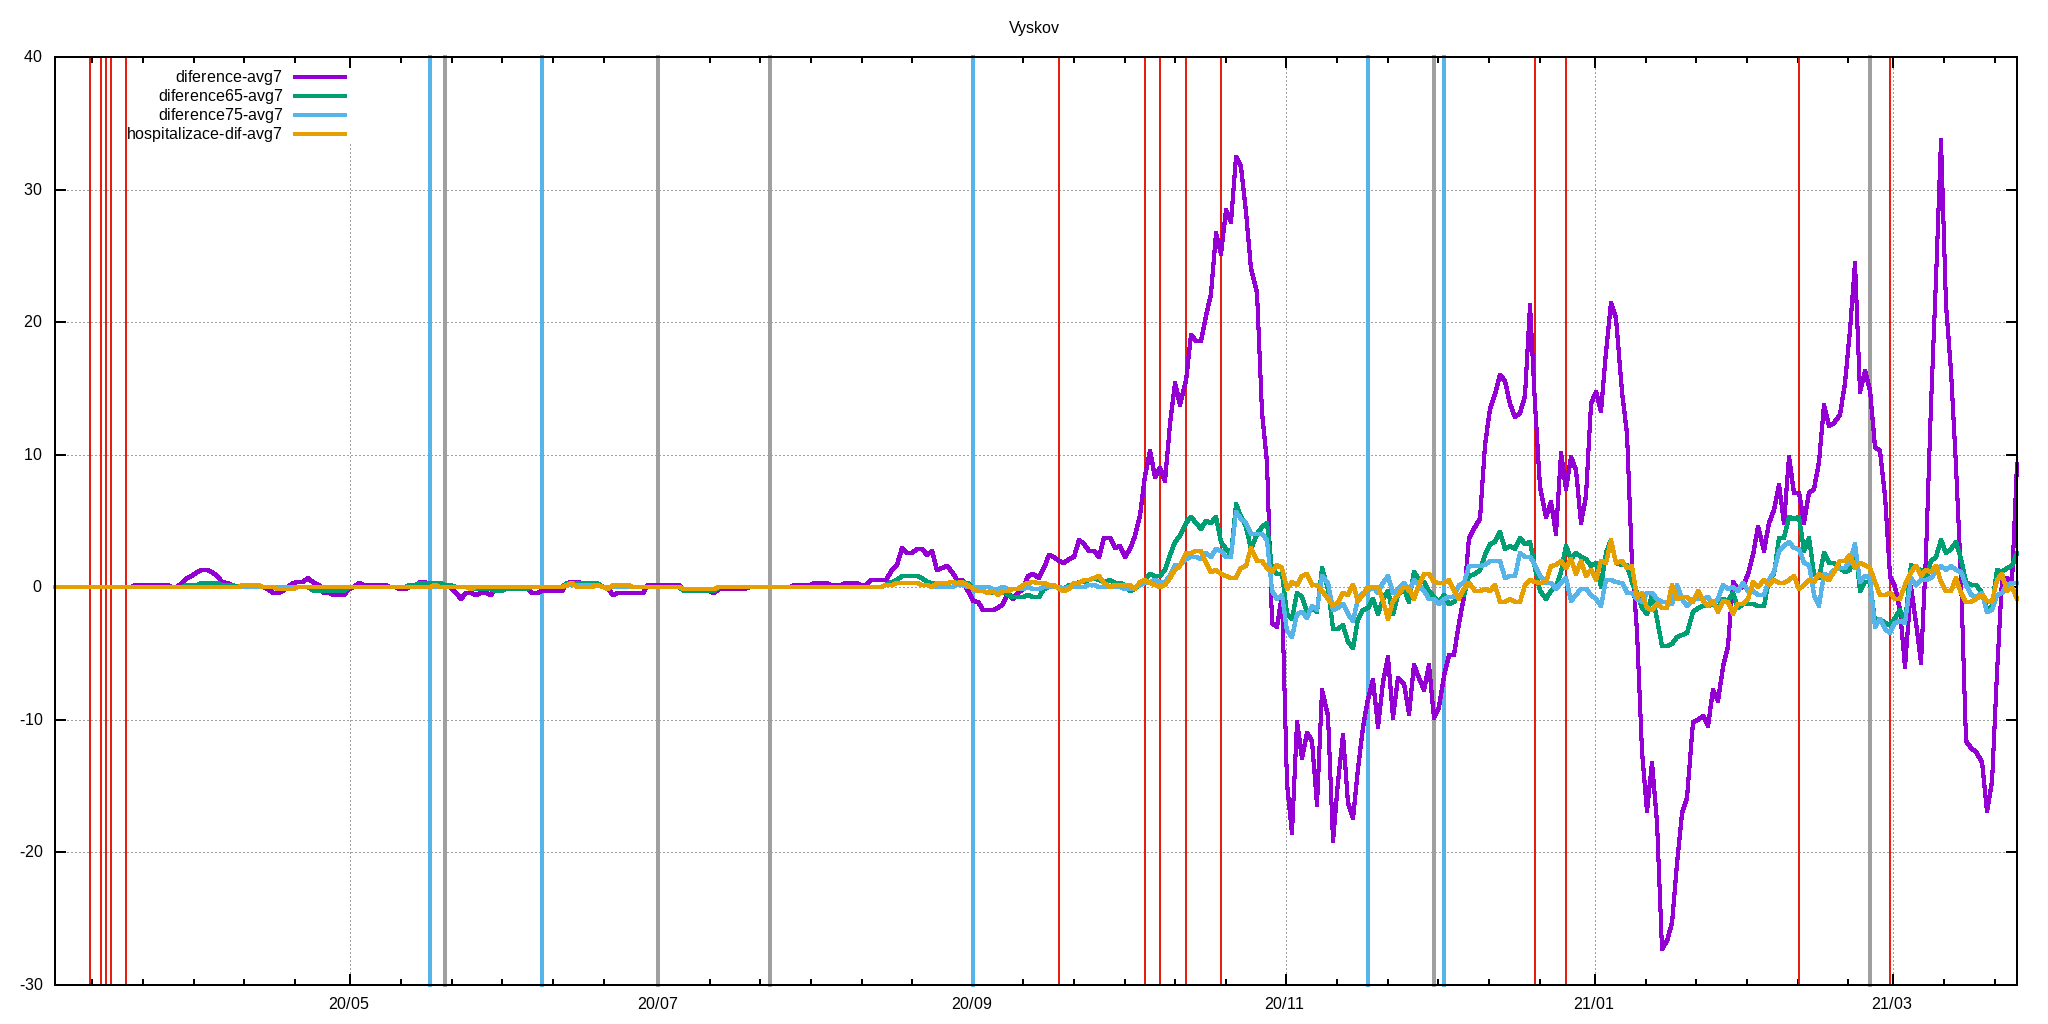 Vyskov
40
30
20
10
0
-10
-20
-30
diference-avg7
diference65-avg7
diference75-avg7
hospitalizace-dif-avg7
20/05
20/07
20/09
20/11
21/01
21/03